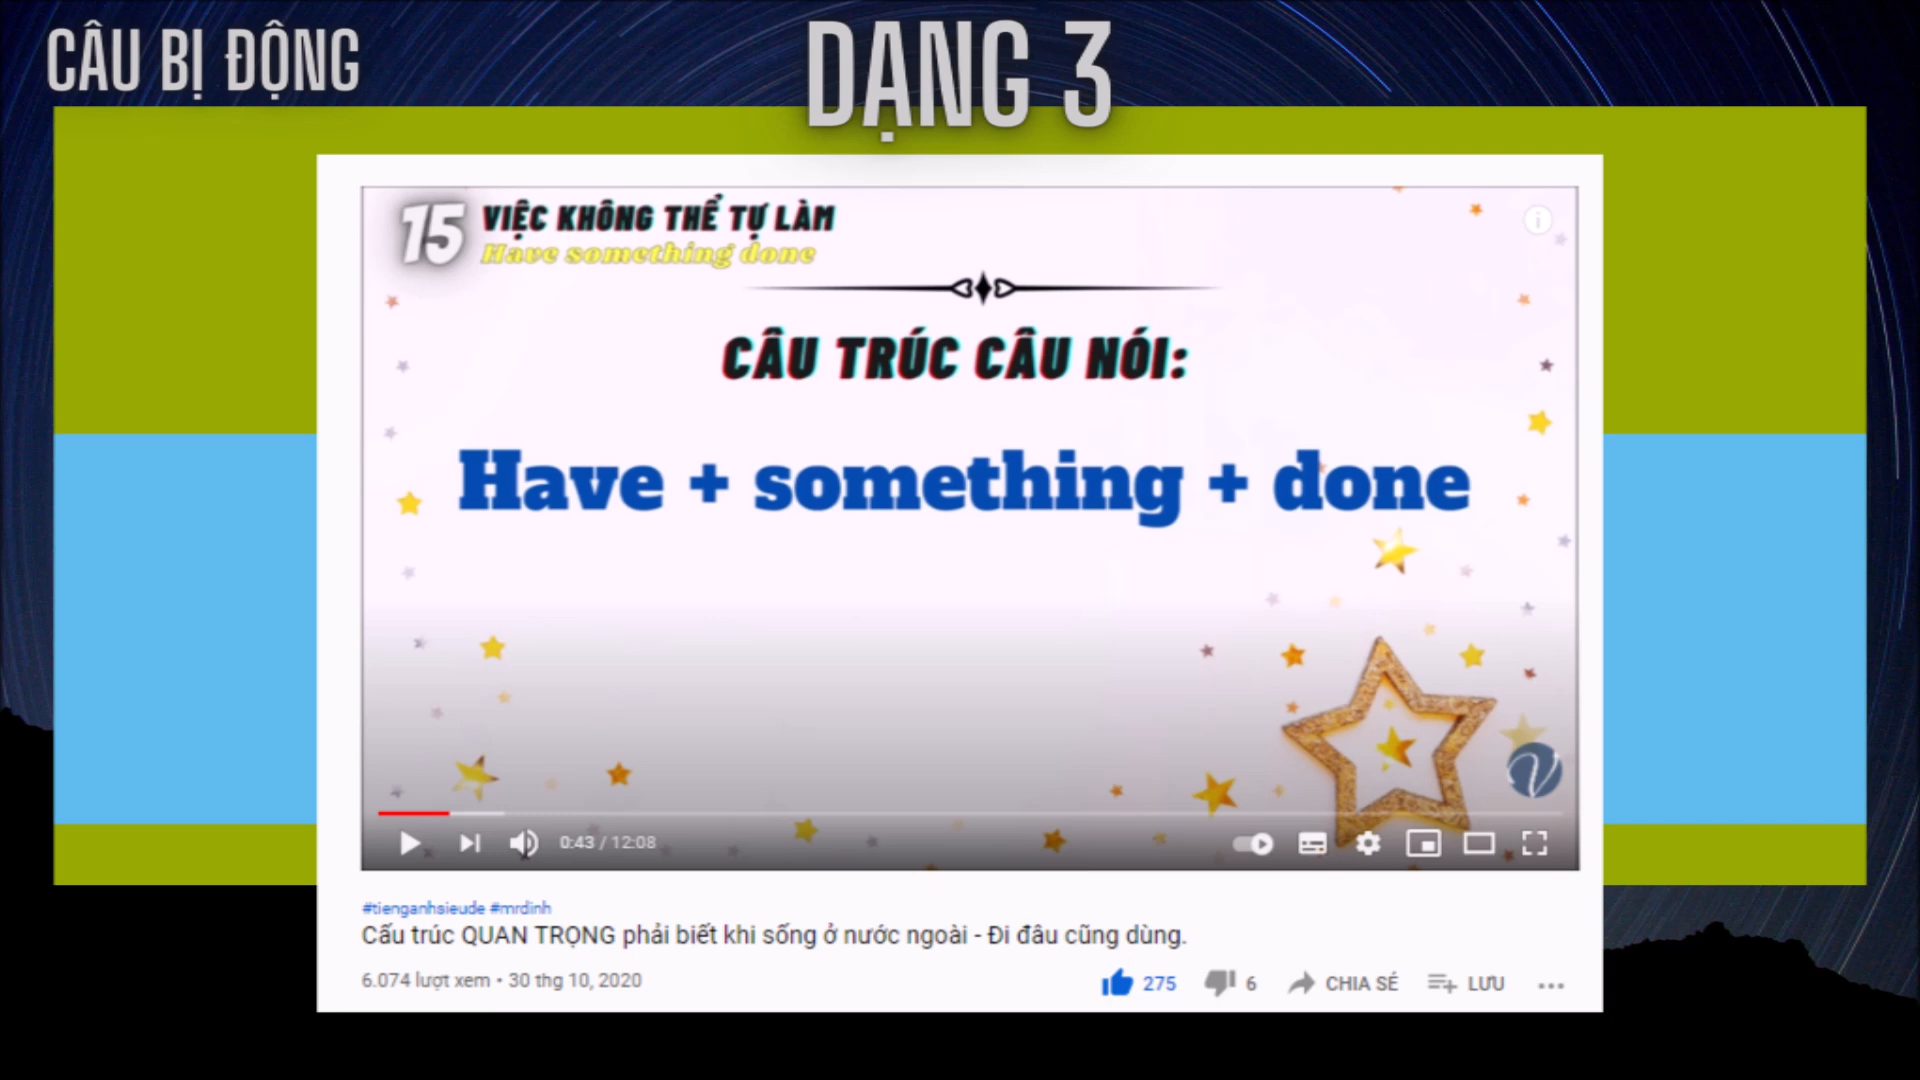 CÂU BỊ ĐỘNG
DẠNG 3
15 VIỆC KHÔNG THỂ TỰ LÀM
Have something done
CÂU TRÚC CÂU NÓI:
Have + something + done
0:43 / 12:08
#tienganhsieude #mrdinh
Cấu trúc QUAN TRỌNG phải biết khi sống ở nước ngoài - Đi đâu cũng dùng.
6.074 lượt xem • 30 thg 10, 2020
275
6
CHIA SẺ
LƯU